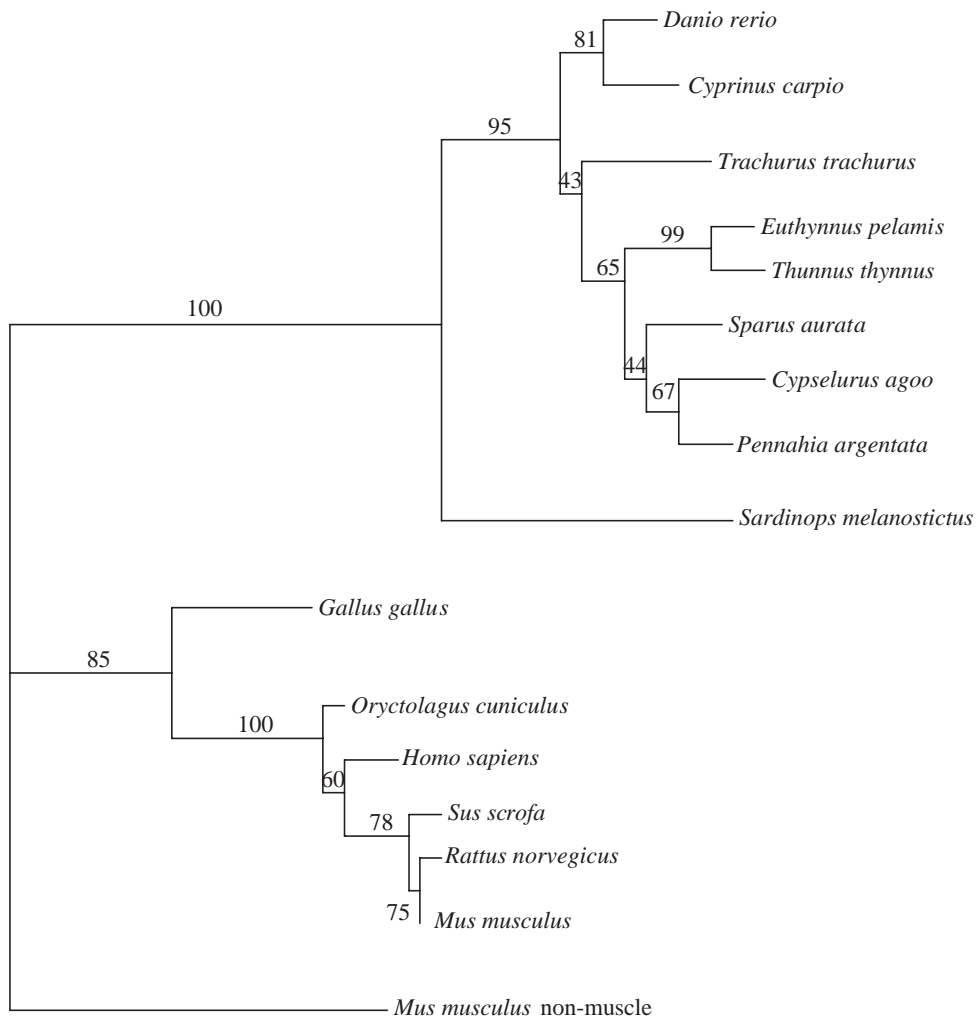 Danio rerio
81
Cyprinus carpio
95
Trachurus trachurus
43
Euthynnus pelamis
99
65
Thunnus thynnus
100
Sparus aurata
44
Cypselurus agoo
67
Pennahia argentata
Sardinops melanostictus
Gallus gallus
85
Oryctolagus cuniculus
100
Homo sapiens
60
Sus scrofa
78
Rattus norvegicus
75
Mus musculus
Mus musculus non-muscle